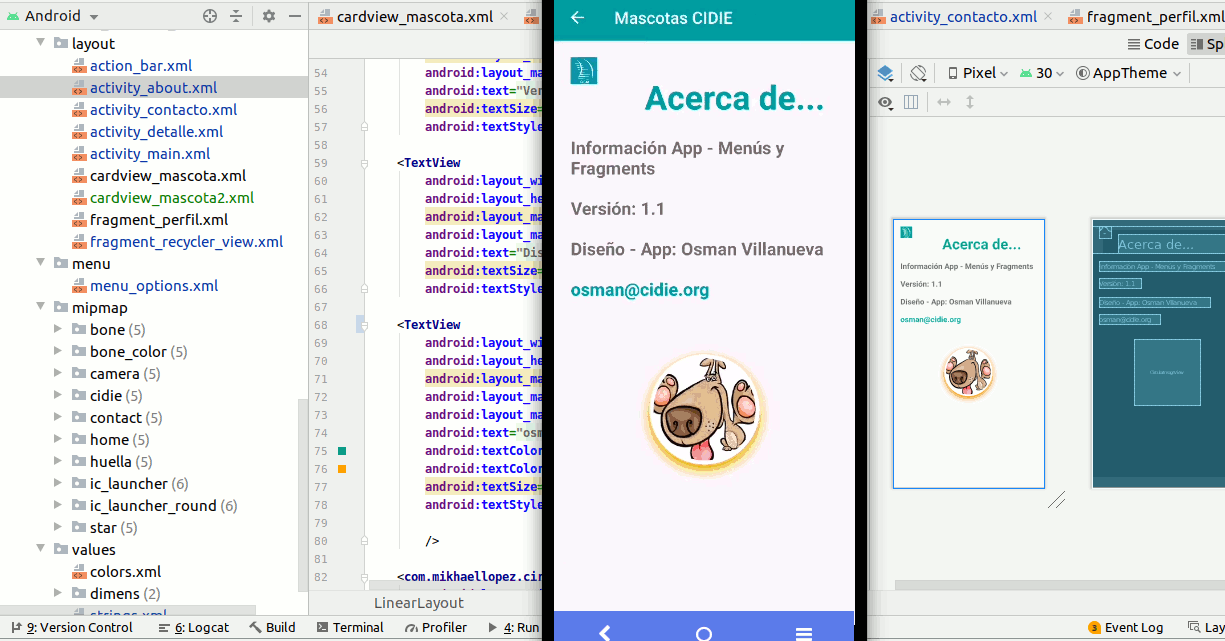 Android
layout
action_bar.xml
activity_about.xml
activity_contacto.xml
activity_detalle.xml
activity_main.xml
cardview_mascota.xml
cardview_mascota2.xml
fragment_perfil.xml
fragment_recycler_view.xml
menu
menu_options.xml
mipmap
bone (5)
bone_color (5)
camera (5)
cidie (5)
contact (5)
home (5)
huella (5)
ic_launcher (6)
ic_launcher_round (6)
star (5)
values
colors.xml
dimens (2)
strings.xml
cardview_mascota.xml
54 android:layout_ma
55 android:text="Ver
56 android:textSize=
57 android:textStyle
58
59 <TextView
60 android:layout_wi
61 android:layout_he
62 android:layout_ma
63 android:layout_ma
64 android:text="Dis
65 android:textSize=
66 android:textStyle
67
68 <TextView
69 android:layout_wi
70 android:layout_he
71 android:layout_ma
72 android:layout_ma
73 android:layout_ma
74 android:text="osm
75 android:textColor
76 android:textColor
77 android:textSize=
78 android:textStyle
79
80 />
81
82 <com.mikhaellopez.cir
LinearLayout
Mascotas CIDIE
Acerca de...
Información App - Menús y
Fragments
Versión: 1.1
Diseño - App: Osman Villanueva
osman@cidie.org
activity_contacto.xml
fragment_perfil.xml
Code
Sp
Pixel
30
AppTheme
Acerca de...
Información App - Menús y Fragments
Versión: 1.1
Diseño - App: Osman Villanueva
osman@cidie.org
Acerca de...
Información App - Menús y Fragments
Versión: 1.1
Diseño - App: Osman Villanueva
osman@cidie.org
9: Version Control
6: Logcat
Build
Terminal
Profiler
4: Run
3 Event Log
Lay